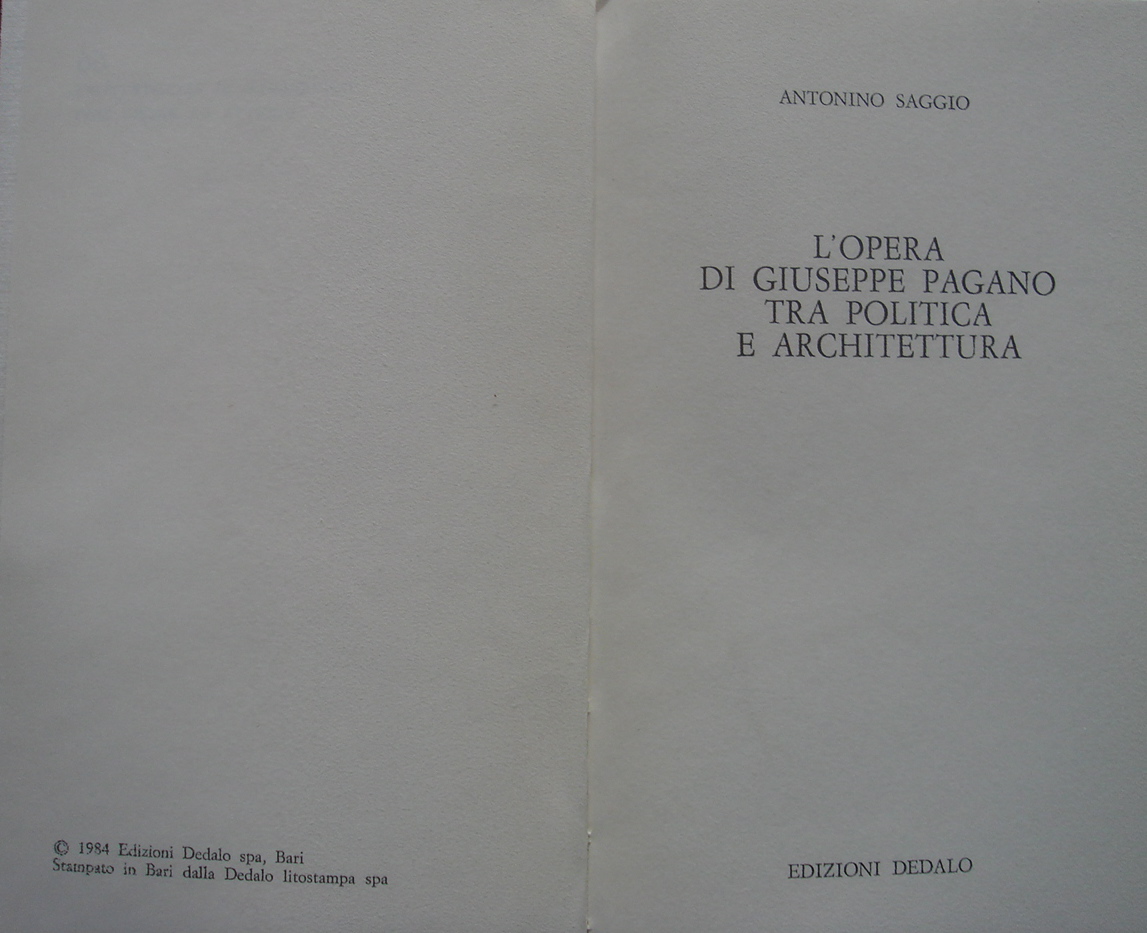 © 1984 Edizioni Dedalo spa, Bari
Stampato in Bari dalla Dedalo litostampa spa
ANTONINO SAGGIO
L'OPERA
DI GIUSEPPE PAGANO
TRA POLITICA
E ARCHITETTURA
EDIZIONI DEDALO